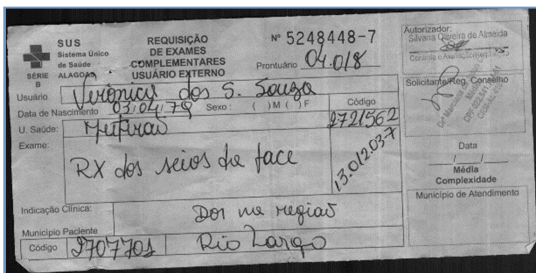 SUS
Sistema Único
de Saúde
SÉRIE B ALAGOAS
REQUISIÇÃO
DE EXAMES
COMPLEMENTARES
USUÁRIO EXTERNO
Nº 5248448-7
Prontuário 04.018
Usuário Verônica dos S. Souza
Data de Nascimento 03/04/79 Sexo: ( )M ( )F
Código
U. Saúde: Mutirão 2721562
Exame:
RX dos seios da face 13.012.037
Indicação Clínica: Dor na região
Município Paciente
Código 2707701 Rio Largo
Autorizador:
Silvana de Almeida
Solicitante/Reg. Conselho
Data
/ /
Média
Complexidade
Município de Atendimento